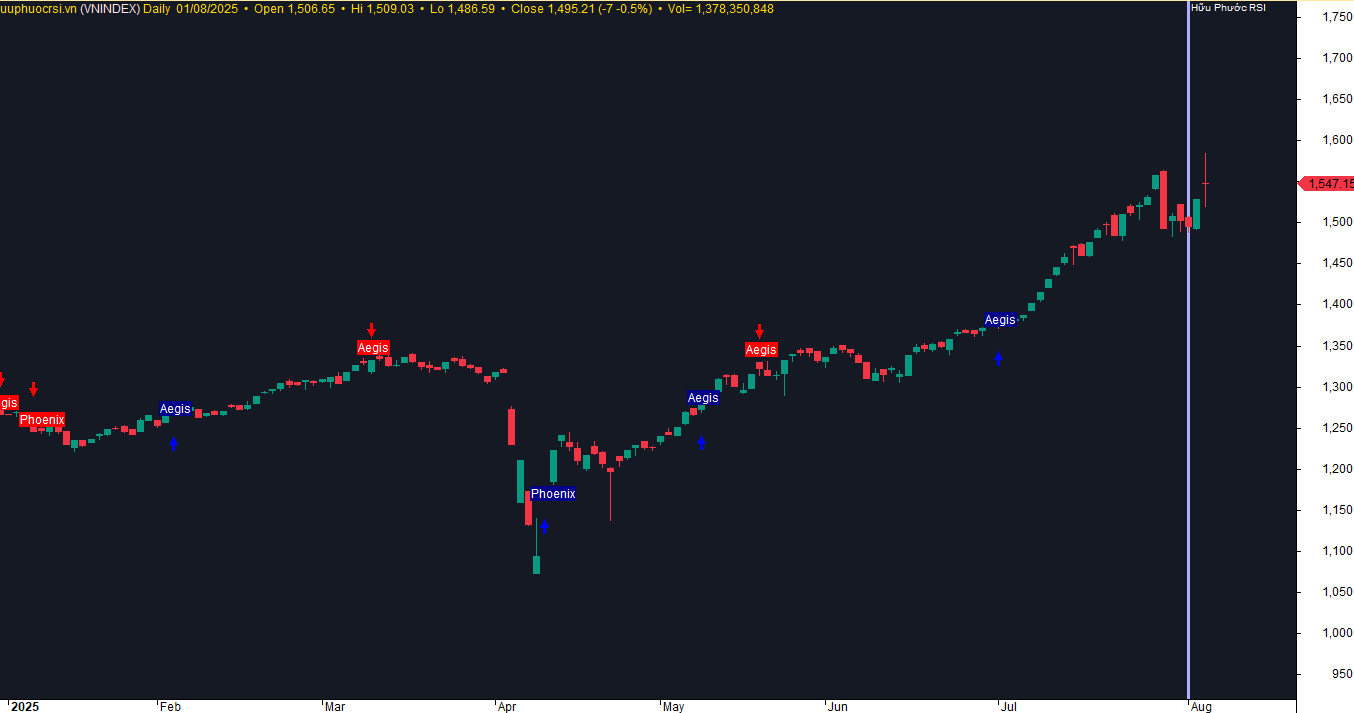 uuphuocrsi.vn (VNINDEX) Daily 01/08/2025 • Open 1,506.65 • Hi 1,509.03 • Lo 1,486.59 • Close 1,495.21 (-7 -0.5%) • Vol= 1,378,350,848
Hữu Phước RSI
1,750
1,700
1,650
1,600
1,547.15
1,500
1,450
1,400
Aegis
1,350
Aegis
Aegis
1,300
Aegis
gis
Aegis
Phoenix
1,250
1,200
Phoenix
1,150
1,100
1,050
1,000
950
2025 Feb Mar Apr May Jun Jul Aug